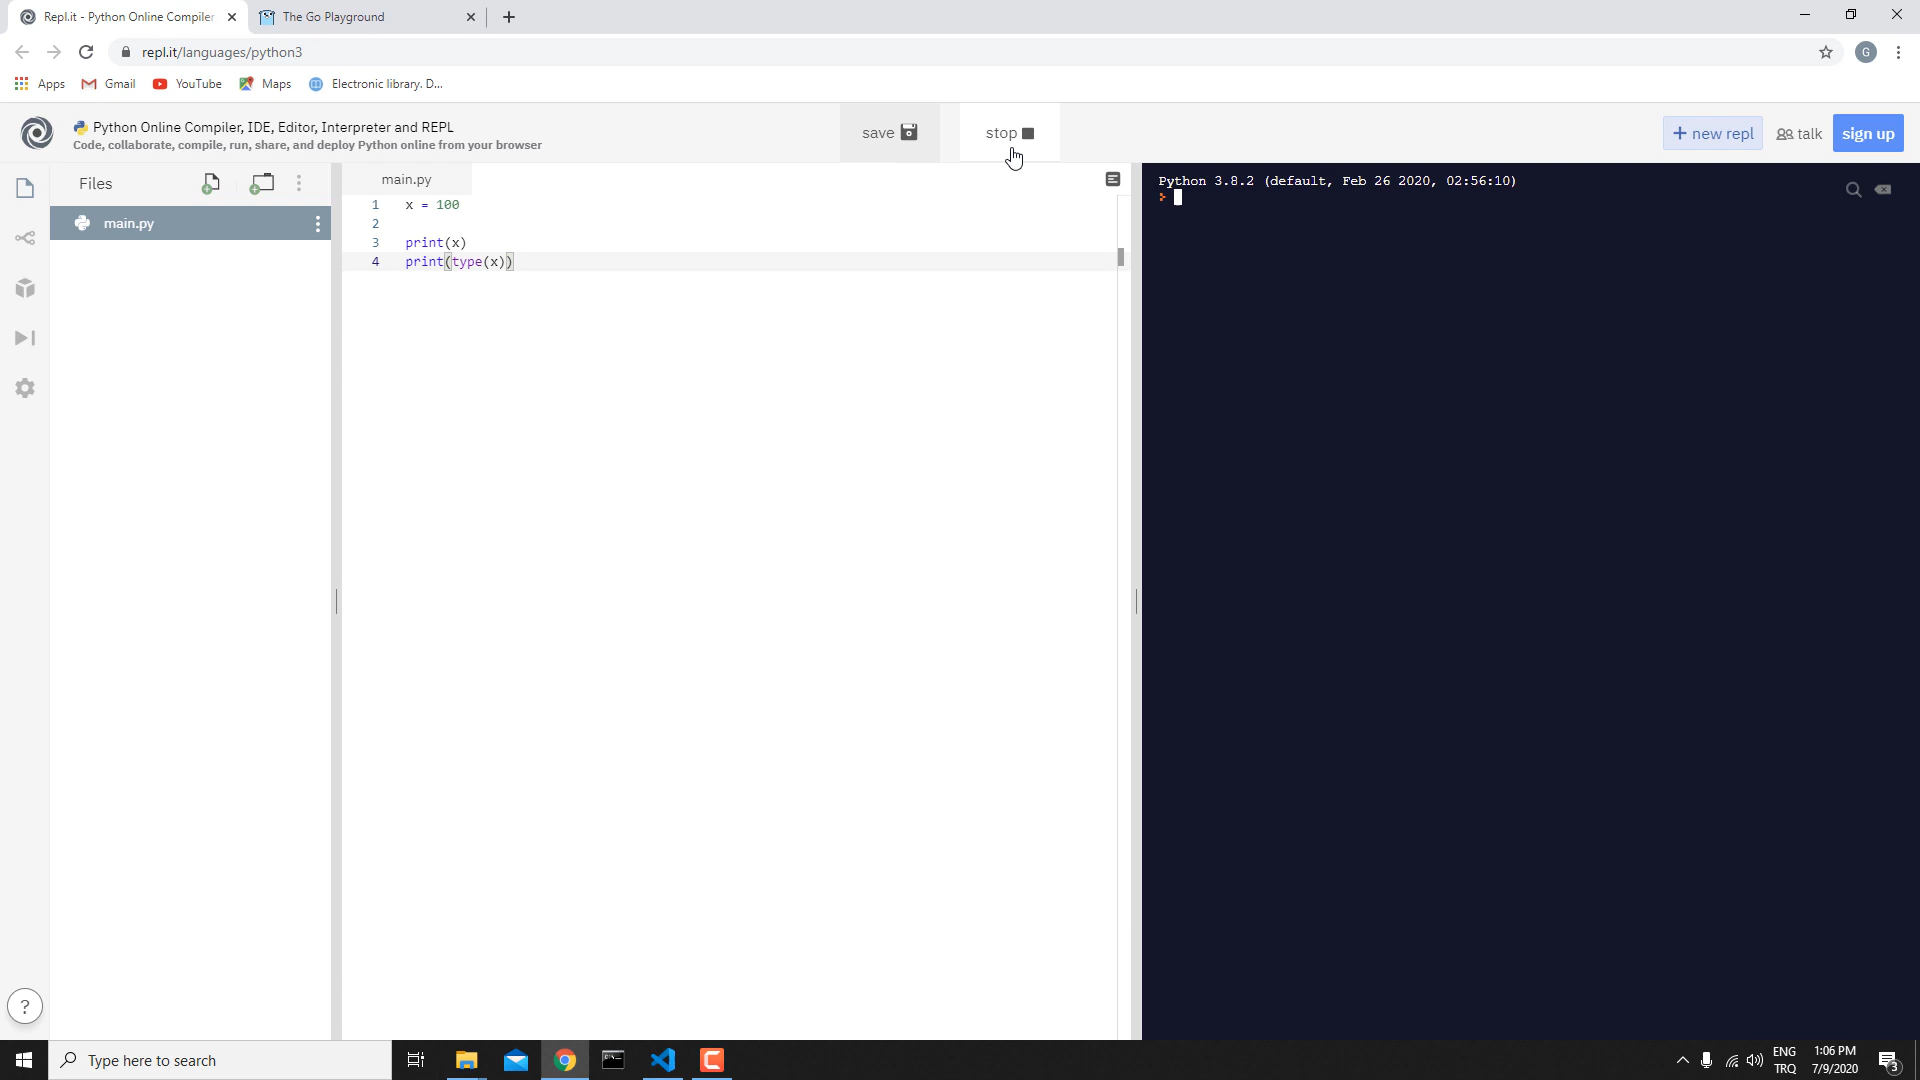 Repl.it - Python Online Compiler
The Go Playground
repl.it/languages/python3
G
Apps
Gmail
YouTube
Maps
Electronic library. D...
Python Online Compiler, IDE, Editor, Interpreter and REPL
Code, collaborate, compile, run, share, and deploy Python online from your browser
save
stop
+ new repl
talk
sign up
Files
main.py
main.py
1 x = 100
2
3 print(x)
4 print(type(x))
Python 3.8.2 (default, Feb 26 2020, 02:56:10)
?
Type here to search
ENG
TRQ
1:06 PM
7/9/2020
3